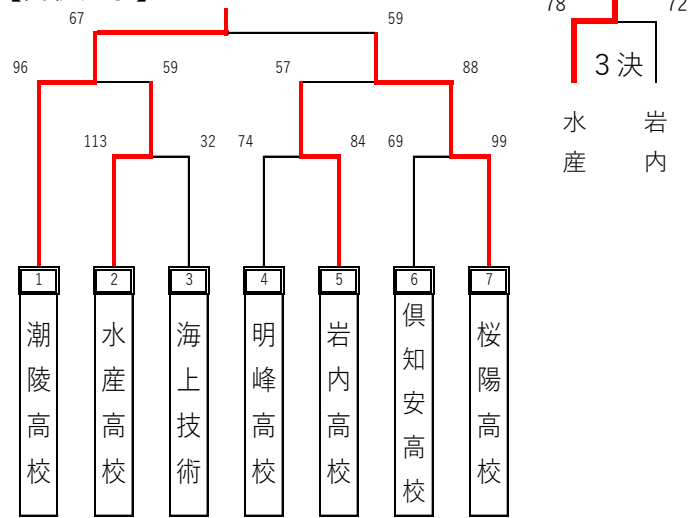 78 72
67 59
96 59 57 88
3決
113 32 74 84 69 99
水産
岩内
1 2 3 4 5 6 7
潮陵高校
水産高校
海上技術
明峰高校
岩内高校
倶知安高校
桜陽高校